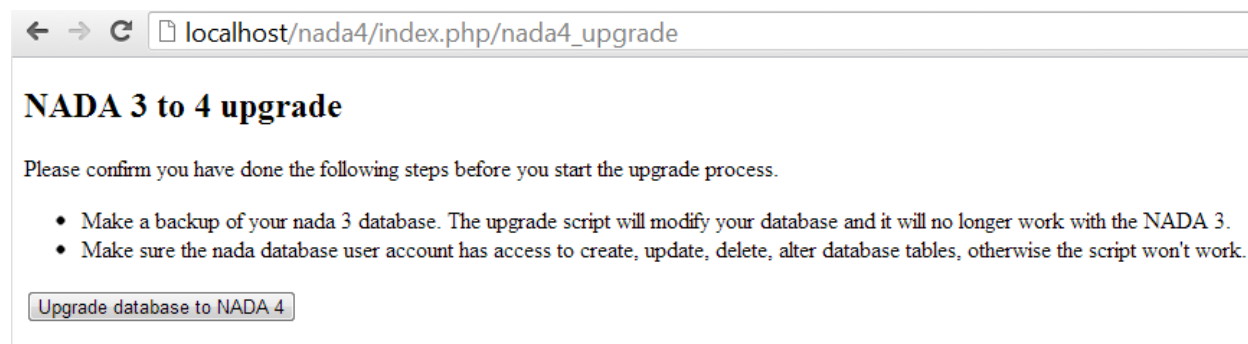 localhost/nada4/index.php/nada4_upgrade
NADA 3 to 4 upgrade
Please confirm you have done the following steps before you start the upgrade process.
• Make a backup of your nada 3 database. The upgrade script will modify your database and it will no longer work with the NADA 3.
• Make sure the nada database user account has access to create, update, delete, alter database tables, otherwise the script won't work.
Upgrade database to NADA 4